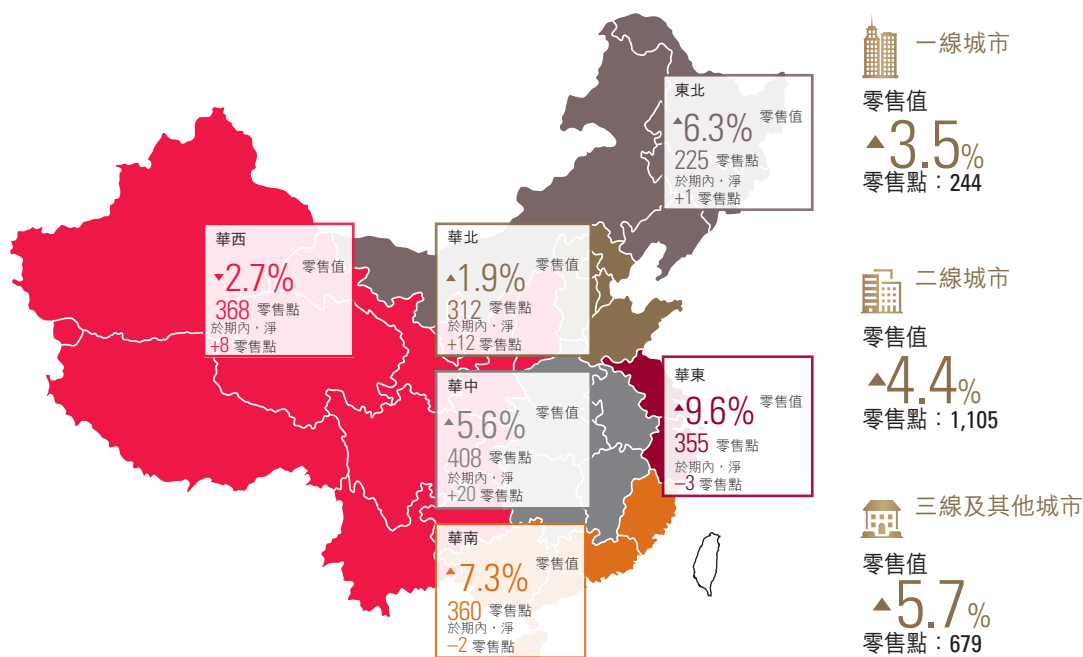 東北
▲6.3% 零售值
225 零售點
於期內，淨
+1 零售點
華西
▼2.7% 零售值
368 零售點
於期內，淨
+8 零售點
華北
▲1.9% 零售值
312 零售點
於期內，淨
+12 零售點
華中
▲5.6% 零售值
408 零售點
於期內，淨
+20 零售點
華東
▲9.6% 零售值
355 零售點
於期內，淨
–3 零售點
華南
▲7.3% 零售值
360 零售點
於期內，淨
–2 零售點
一線城市
零售值
▲3.5%
零售點：244
二線城市
零售值
▲4.4%
零售點：1,105
三線及其他城市
零售值
▲5.7%
零售點：679